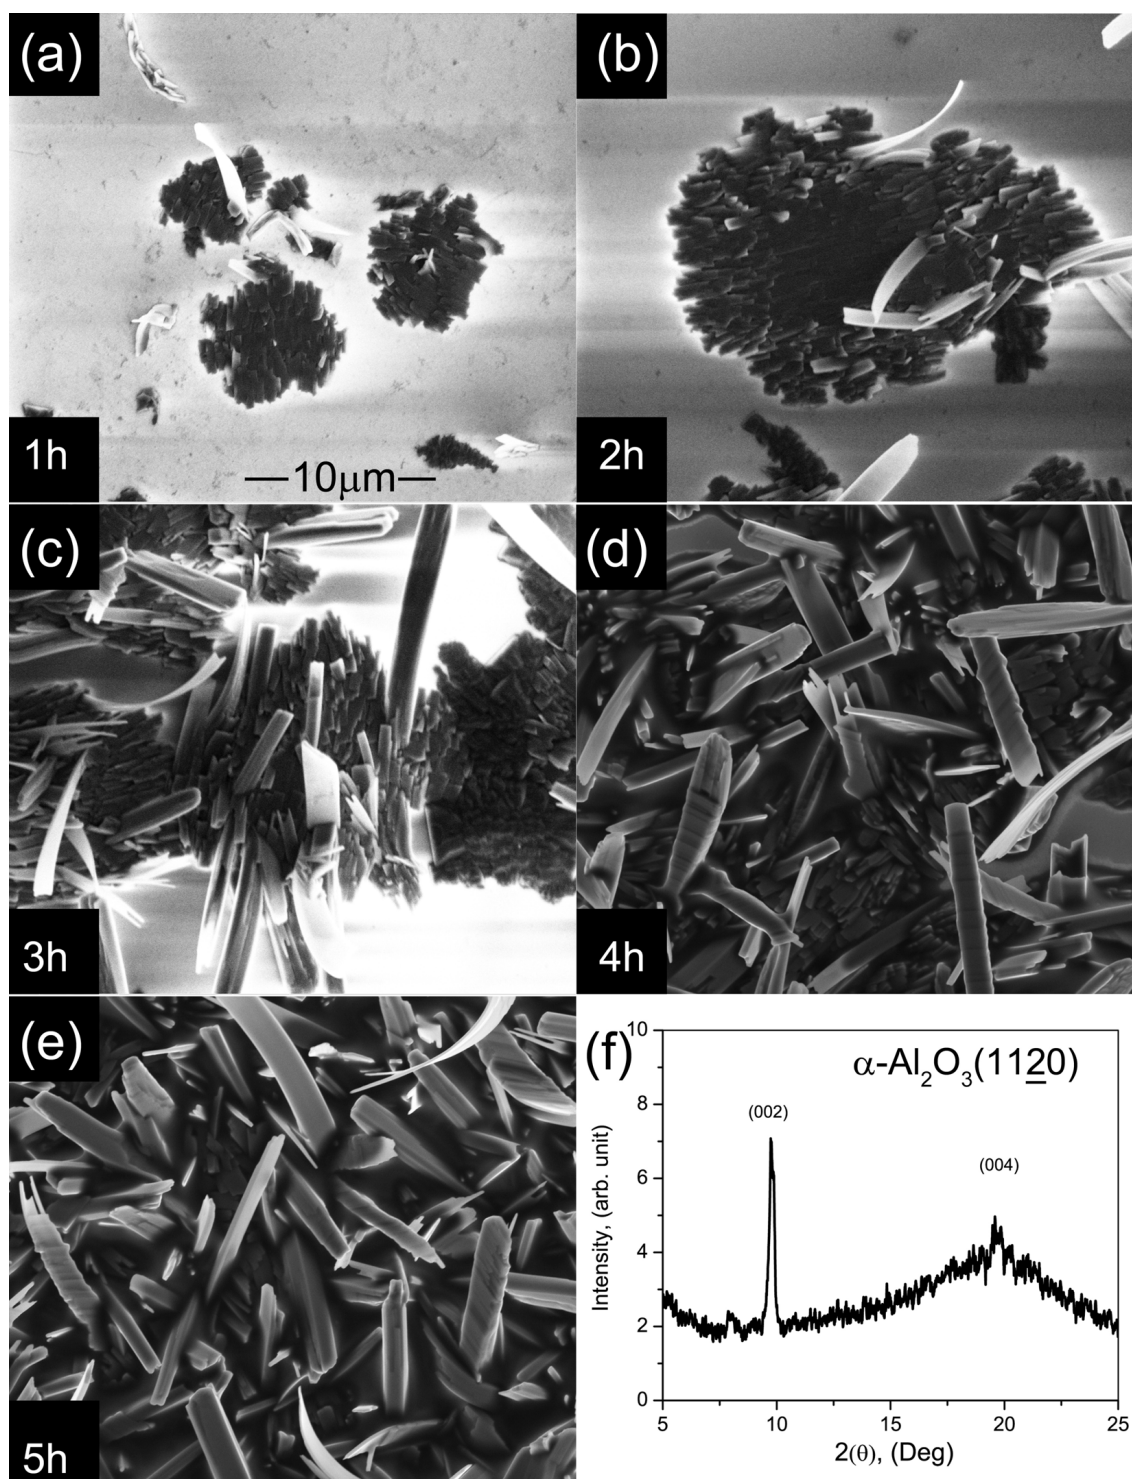 (a)
1h
10μm
(b)
2h
(c)
3h
(d)
4h
(e)
5h
(f)
α-Al₂O₃(112̲0)
(002)
(004)
Intensity, (arb. unit)
10
8
6
4
2
0
5
10
15
20
25
2(θ), (Deg)